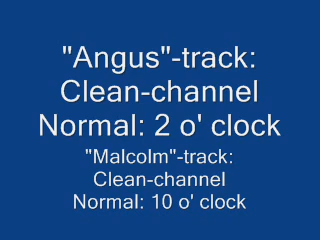 "Angus"-track:
Clean-channel
Normal: 2 o' clock
"Malcolm"-track:
Clean-channel
Normal: 10 o' clock